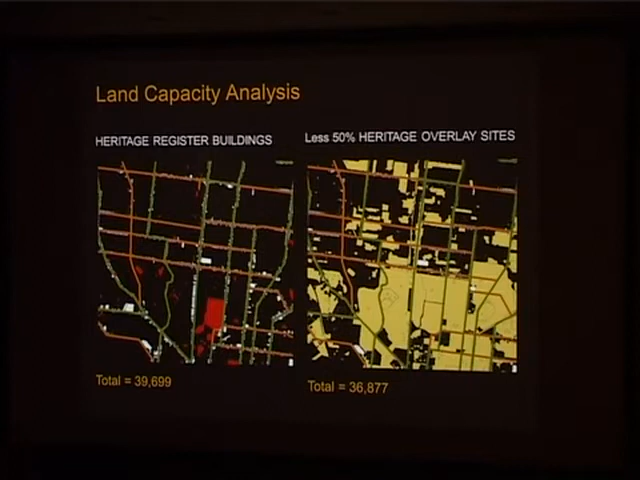 Land Capacity Analysis
HERITAGE REGISTER BUILDINGS
Less 50% HERITAGE OVERLAY SITES
Total = 39,699
Total = 36,877